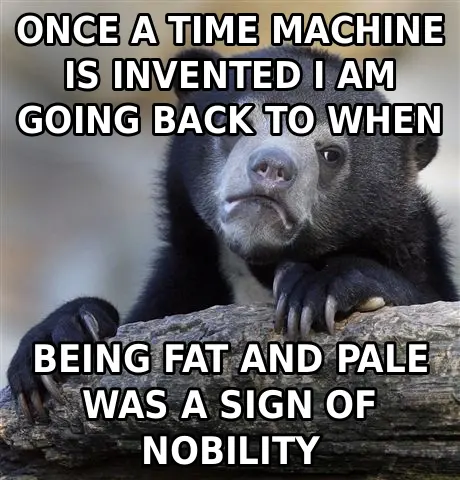 ONCE A TIME MACHINE
IS INVENTED I AM
GOING BACK TO WHEN
BEING FAT AND PALE
WAS A SIGN OF
NOBILITY